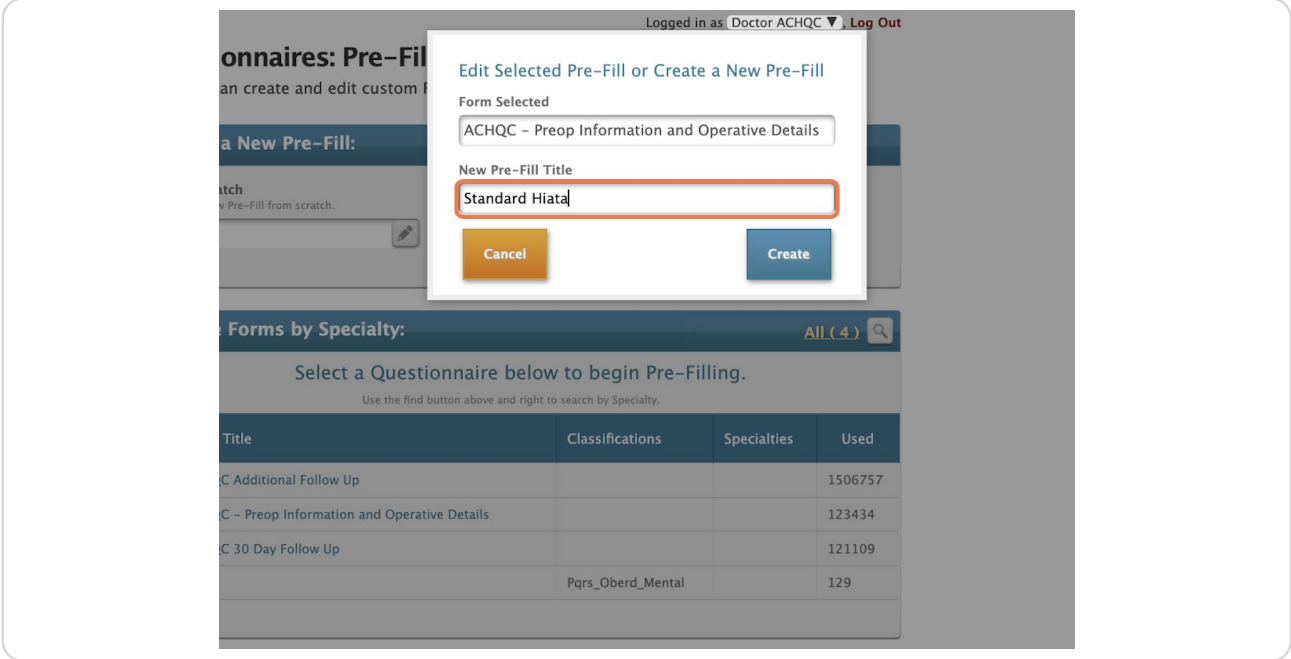 Logged in as Doctor ACHQC ▼, Log Out
onnaires: Pre-Fil
an create and edit custom
Edit Selected Pre-Fill or Create a New Pre-Fill
Form Selected
ACHQC - Preop Information and Operative Details
a New Pre-Fill:
New Pre-Fill Title
Standard Hiata
atch
Pre-Fill from scratch.
Cancel
Create
Forms by Specialty:
All ( 4 )
Select a Questionnaire below to begin Pre-Filling.
Use the find button above and right to search by Specialty.
Title Classifications Specialties Used
C Additional Follow Up 1506757
C - Preop Information and Operative Details 123434
C 30 Day Follow Up 121109
Pqrs_Oberd_Mental 129